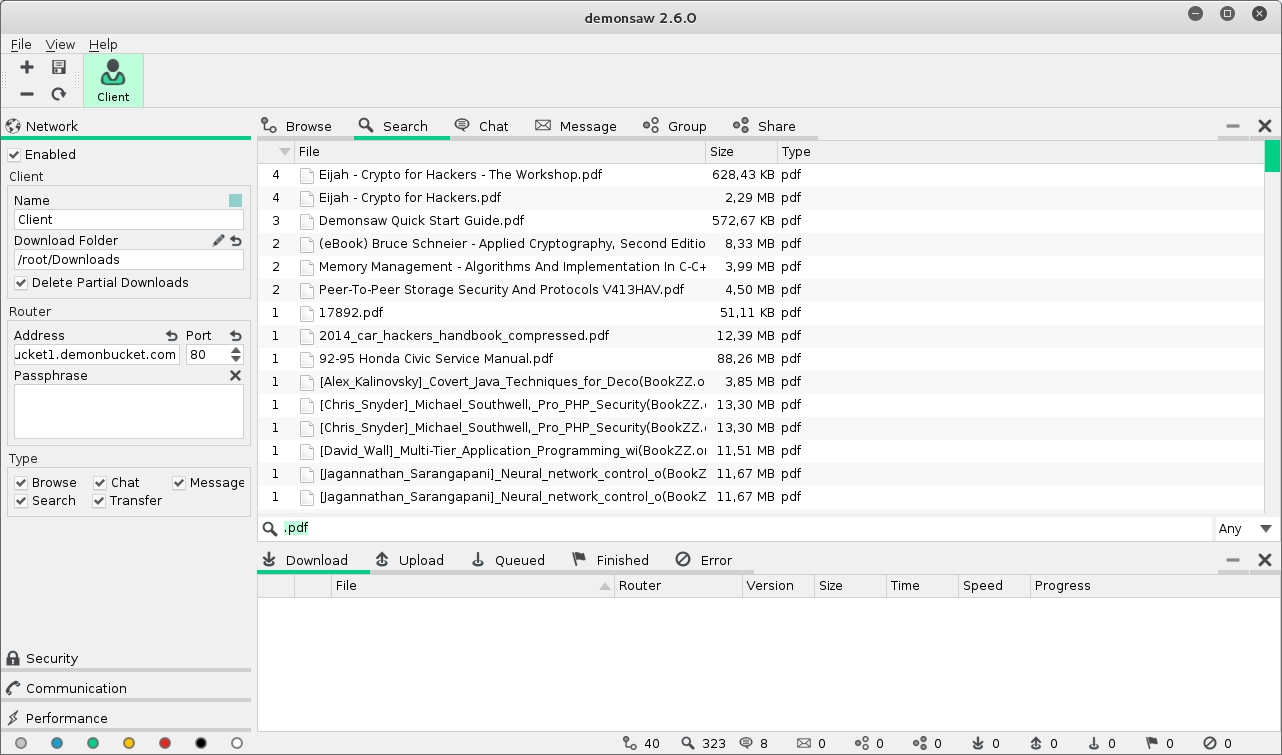 demonsaw 2.6.0
File View Help
Client
Network
Enabled
Client
Name
Client
Download Folder
/root/Downloads
Delete Partial Downloads
Router
Address Port
ucket1.demonbucket.com 80
Passphrase
Type
Browse Chat Message
Search Transfer
Security
Communication
Performance
Browse Search Chat Message Group Share
File Size Type
4 Eijah - Crypto for Hackers - The Workshop.pdf 628,43 KB pdf
4 Eijah - Crypto for Hackers.pdf 2,29 MB pdf
3 Demonsaw Quick Start Guide.pdf 572,67 KB pdf
2 (eBook) Bruce Schneier - Applied Cryptography, Second Editio 8,33 MB pdf
2 Memory Management - Algorithms And Implementation In C-C+ 3,99 MB pdf
2 Peer-To-Peer Storage Security And Protocols V413HAV.pdf 4,50 MB pdf
1 17892.pdf 51,11 KB pdf
1 2014_car_hackers_handbook_compressed.pdf 12,39 MB pdf
1 92-95 Honda Civic Service Manual.pdf 88,26 MB pdf
1 [Alex_Kalinovsky]_Covert_Java_Techniques_for_Deco(BookZZ.o 3,85 MB pdf
1 [Chris_Snyder]_Michael_Southwell,_Pro_PHP_Security(BookZZ. 13,30 MB pdf
1 [Chris_Snyder]_Michael_Southwell,_Pro_PHP_Security(BookZZ. 13,30 MB pdf
1 [David_Wall]_Multi-Tier_Application_Programming_wi(BookZZ.o 11,51 MB pdf
1 [Jagannathan_Sarangapani]_Neural_network_control_o(BookZ 11,67 MB pdf
1 [Jagannathan_Sarangapani]_Neural_network_control_o(BookZ 11,67 MB pdf
.pdf Any
Download Upload Queued Finished Error
File Router Version Size Time Speed Progress
40 323 8 0 0 0 0 0 0 0 0